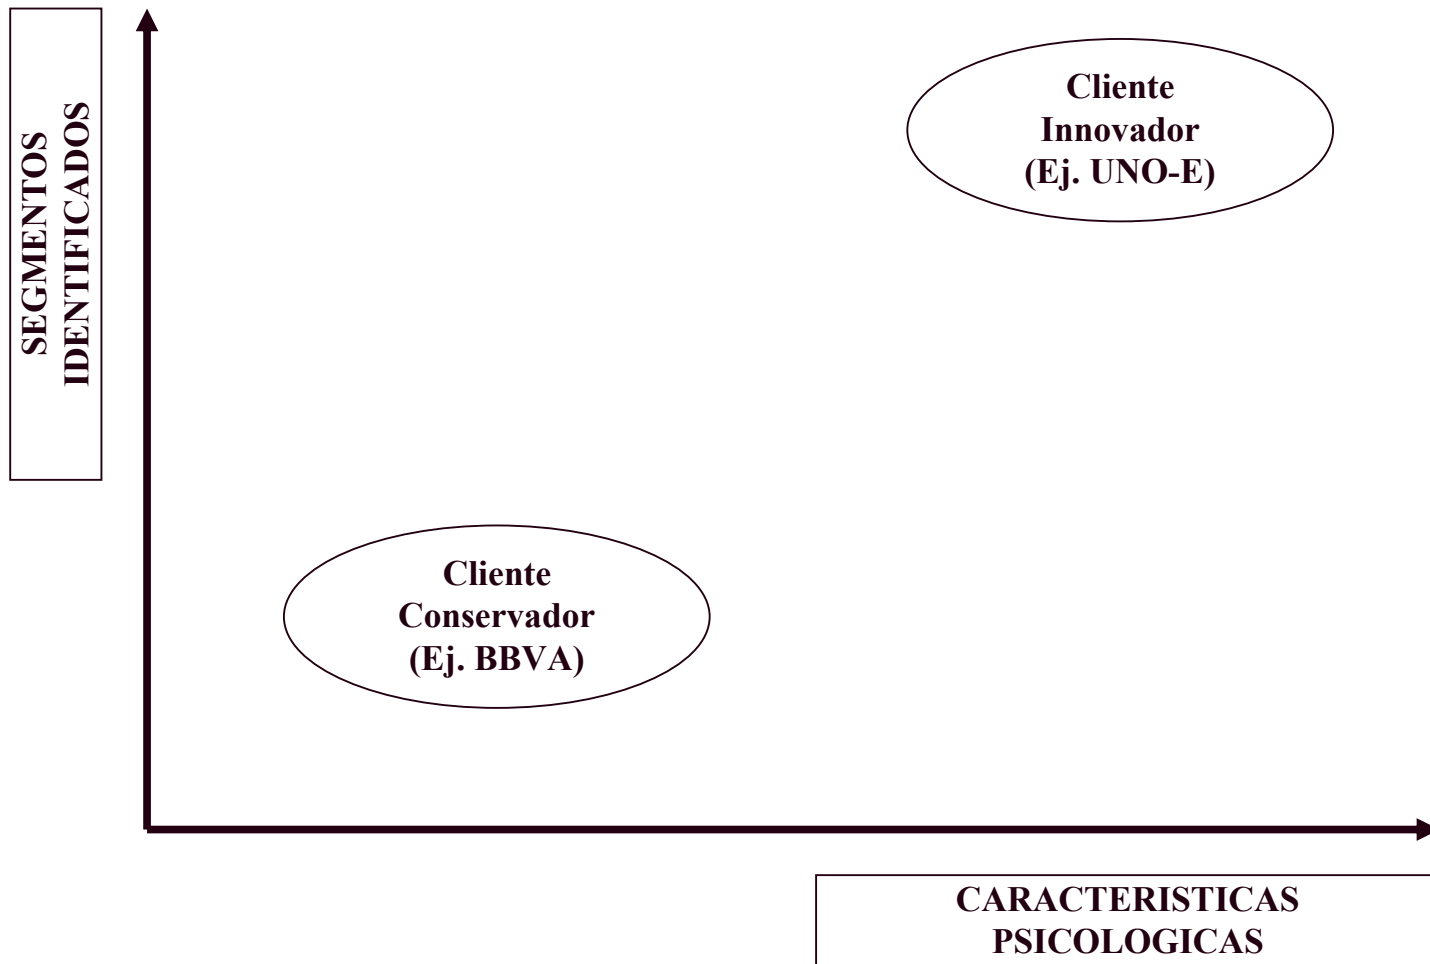 SEGMENTOS
IDENTIFICADOS
Cliente
Innovador
(Ej. UNO-E)
Cliente
Conservador
(Ej. BBVA)
CARACTERISTICAS
PSICOLOGICAS